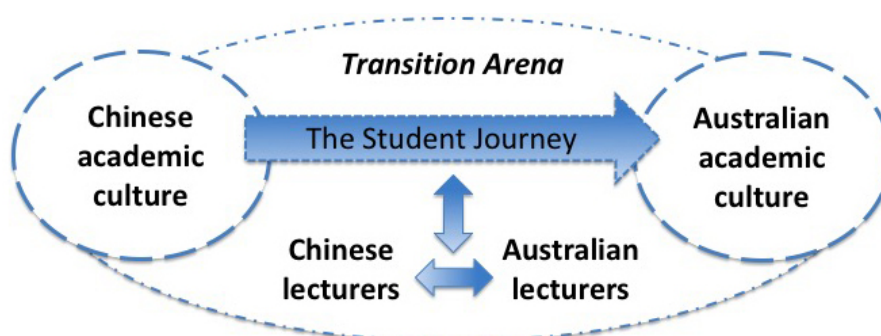 Transition Arena
Chinese
academic
culture
The Student Journey
Australian
academic
culture
Chinese
lecturers
Australian
lecturers